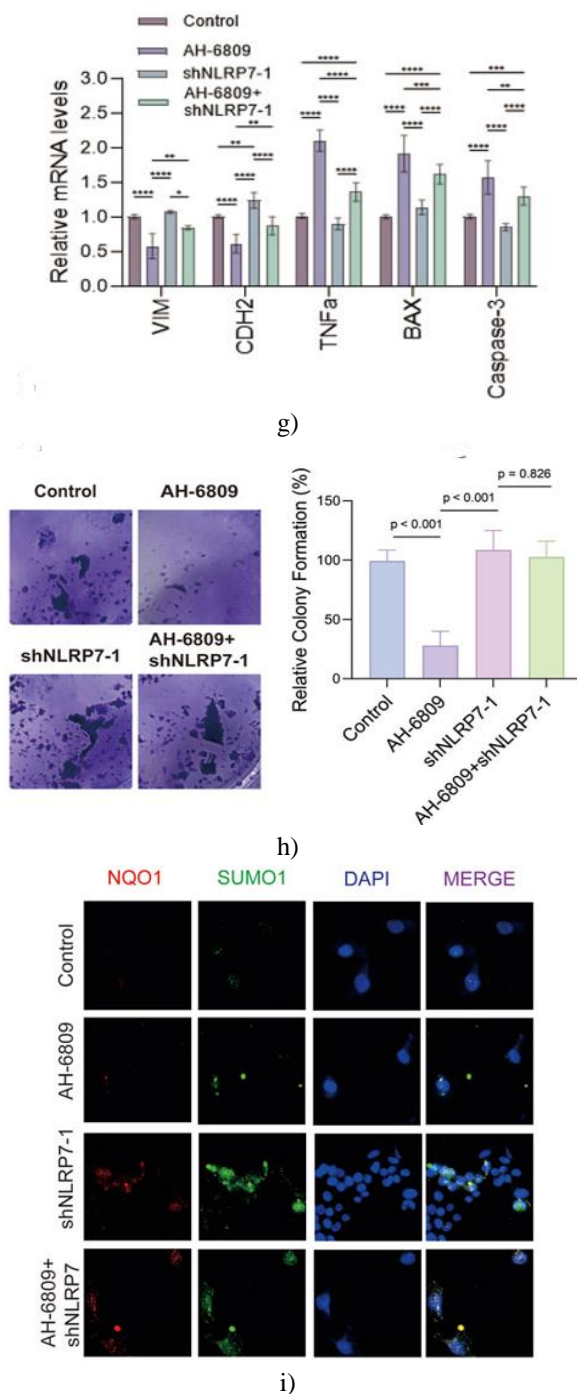 Control
AH-6809
shNLRP7-1
AH-6809+
shNLRP7-1
Relative mRNA levels
3.0
2.5
2.0
1.5
1.0
0.5
0.0
**** ** **** *
** ** **** **** **
**** **** **** **** ****
**** **** *** **** ****
*** ** **** **** ****
VIM
CDH2
TNFa
BAX
Caspase-3
g)
Control
AH-6809
shNLRP7-1
AH-6809+
shNLRP7-1
Relative Colony Formation (%)
150
100
50
0
p < 0.001
p < 0.001
p = 0.826
Control
AH-6809
shNLRP7-1
AH-6809+shNLRP7-1
h)
NQO1 SUMO1 DAPI MERGE
Control
AH-6809
shNLRP7-1
AH-6809+
shNLRP7
i)